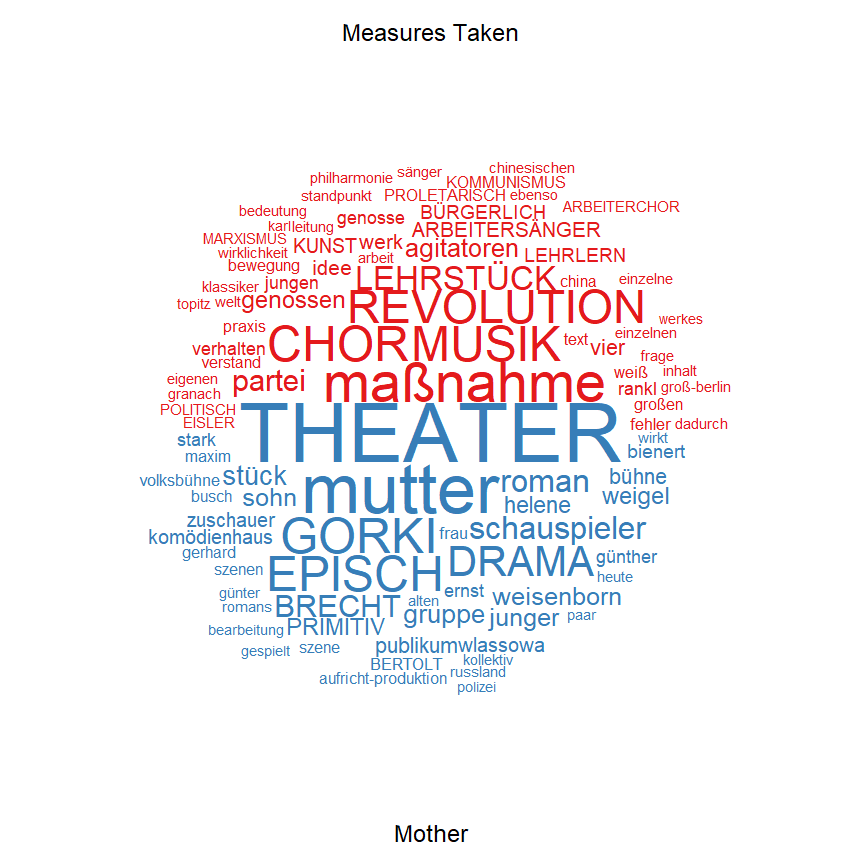 Measures Taken
chinesischen
philharmonie sänger KOMMUNISMUS
standpunkt PROLETARISCH ebenso
bedeutung genosse BÜRGERLICH ARBEITERCHOR
karlleitung ARBEITERSÄNGER
MARXISMUS KUNST werk agitatoren LEHRLERN
wirklichkeit arbeit
bewegung idee LEHRSTÜCK china einzelne
klassiker jungen
topitz welt genossen REVOLUTION werkes
praxis CHORMUSIK text einzelnen
verhalten vier frage
verstand maßnahme weiß inhalt
eigenen partei rankl groß-berlin
granach großen
POLITISCH THEATER fehler dadurch
EISLER
stark wirkt
maxim bienert
volksbühne stück mutter roman bühne
busch sohn helene weigel
zuschauer GORKI frau schauspieler
komödienhaus
gerhard DRAMA günther
szenen EPISCH heute
günter ernst weisenborn
romans BRECHT alten gruppe junger paar
bearbeitung PRIMITIV
gespielt szene publikumwlassowa
BERTOLT kollektiv
aufricht-produktion russland
polizei
Mother